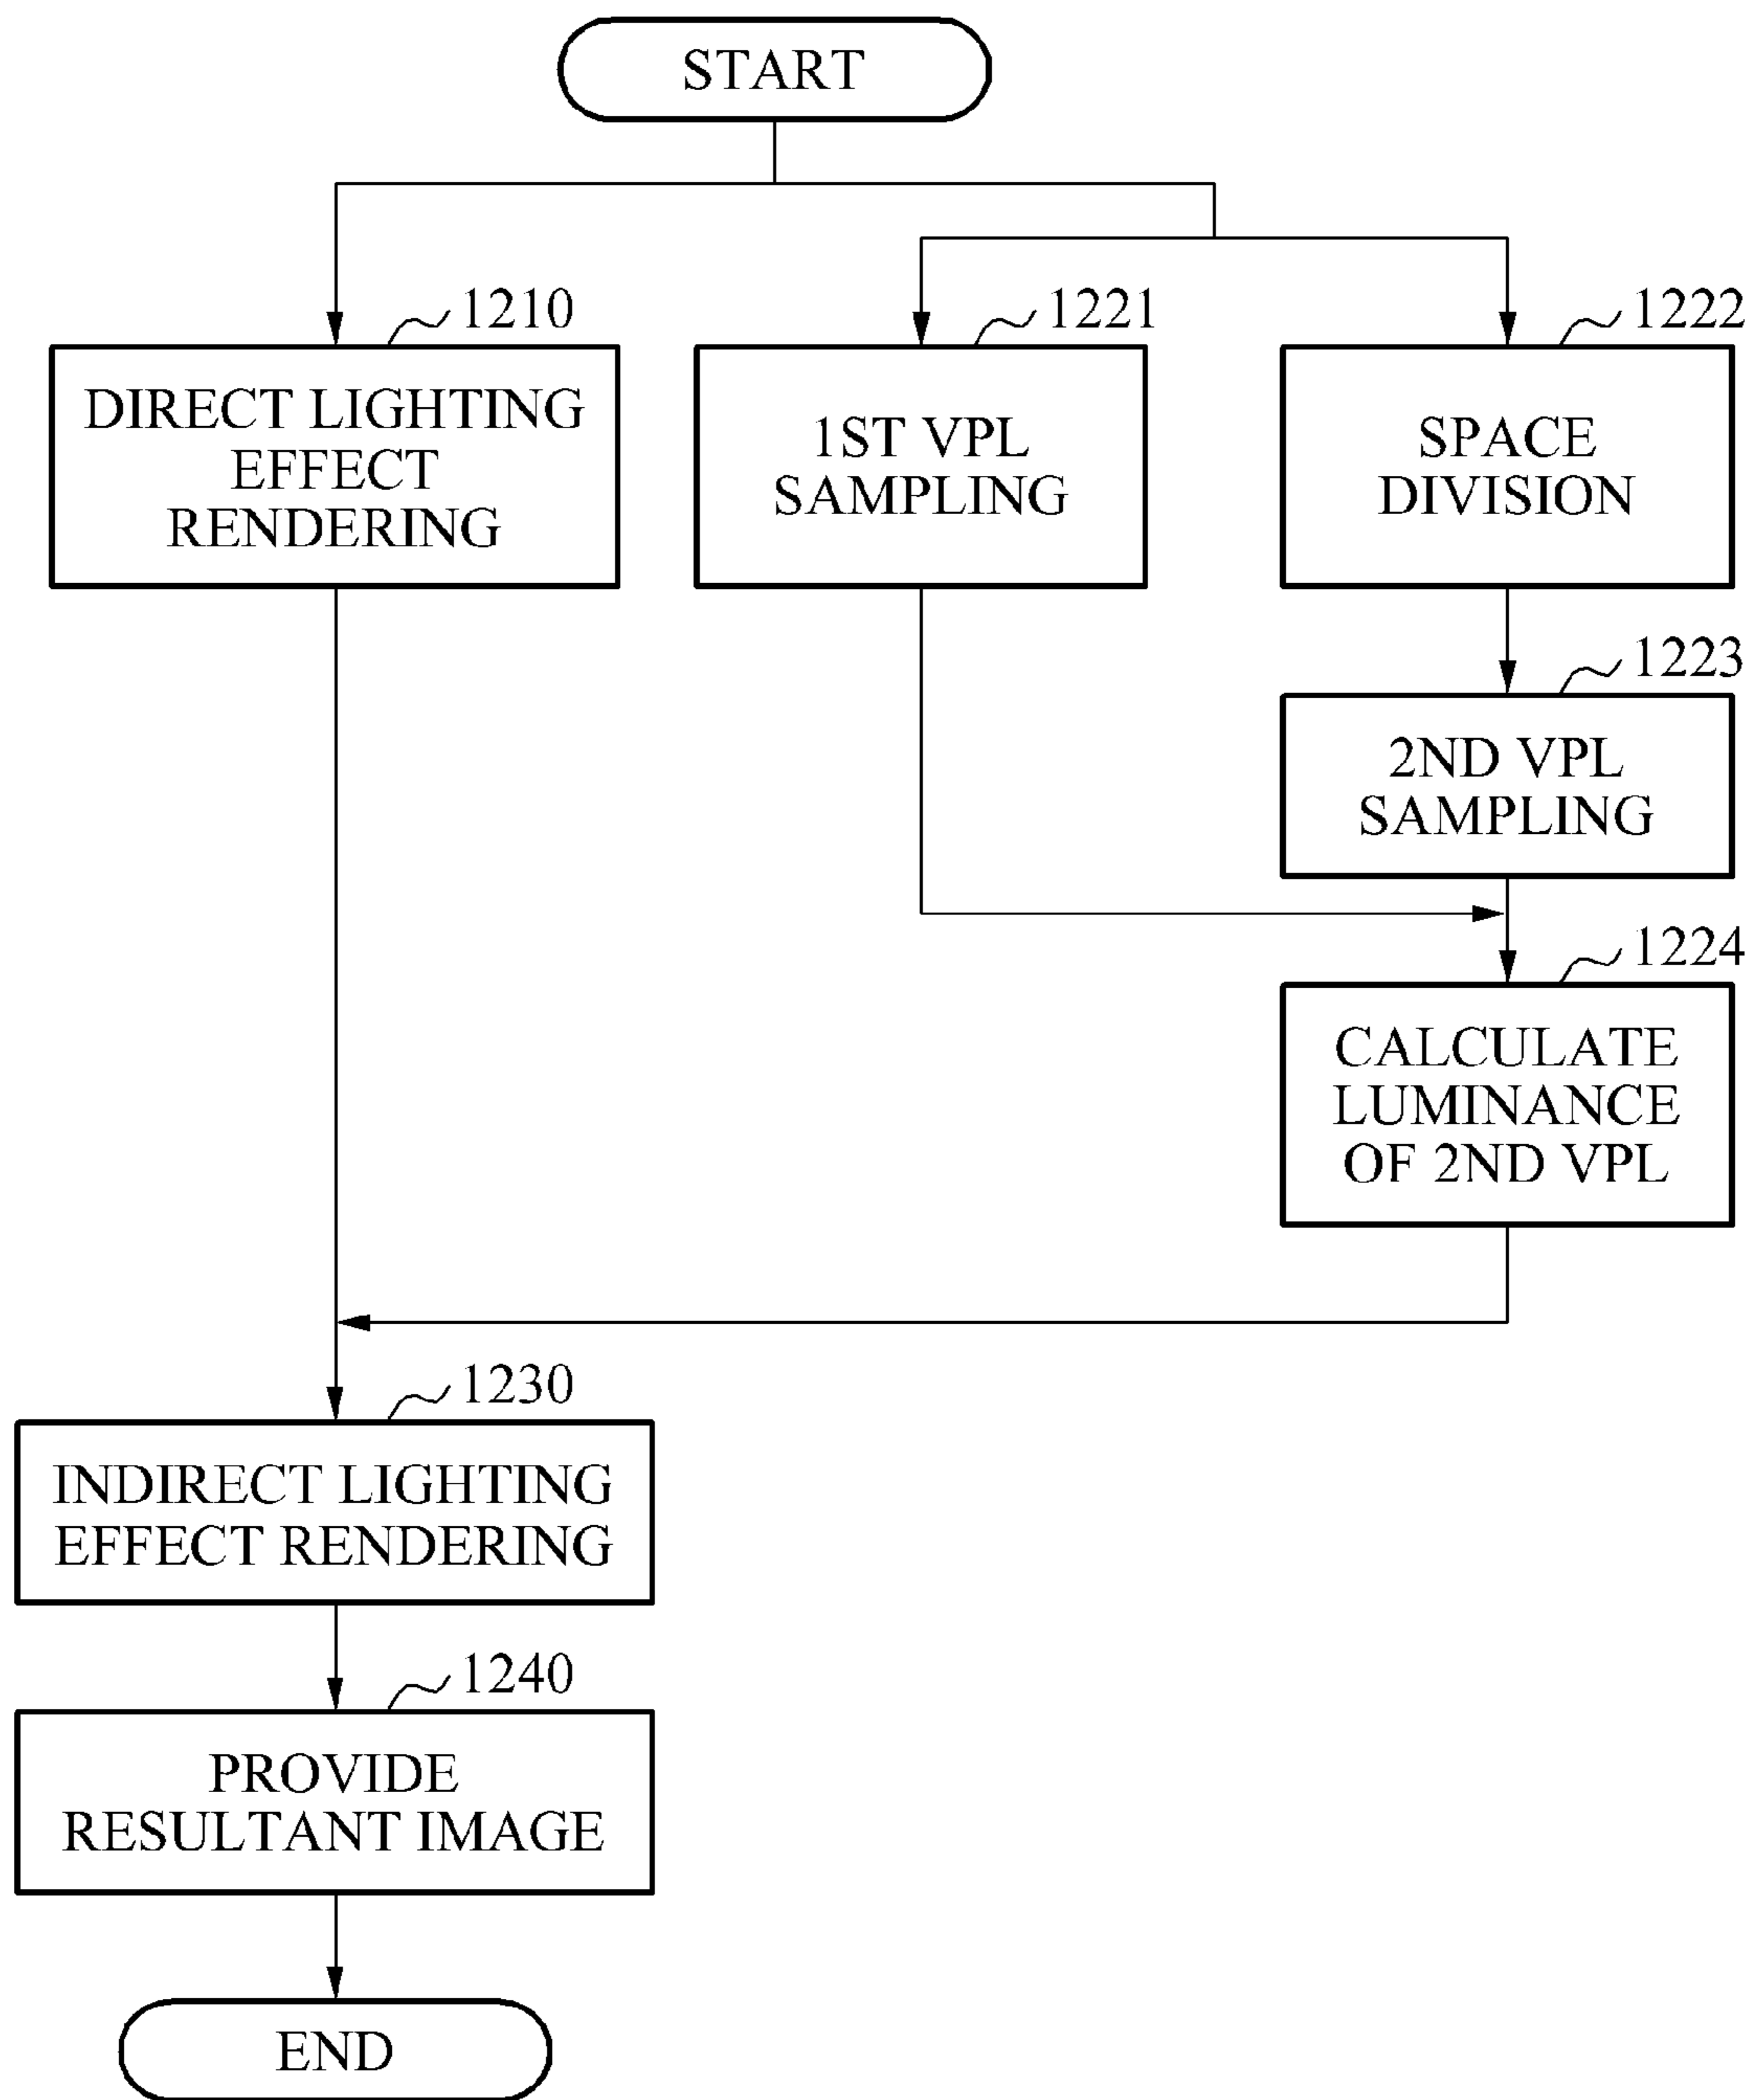 START
1210
DIRECT LIGHTING
EFFECT
RENDERING
1221
1ST VPL
SAMPLING
1222
SPACE
DIVISION
1223
2ND VPL
SAMPLING
1224
CALCULATE
LUMINANCE
OF 2ND VPL
1230
INDIRECT LIGHTING
EFFECT RENDERING
1240
PROVIDE
RESULTANT IMAGE
END